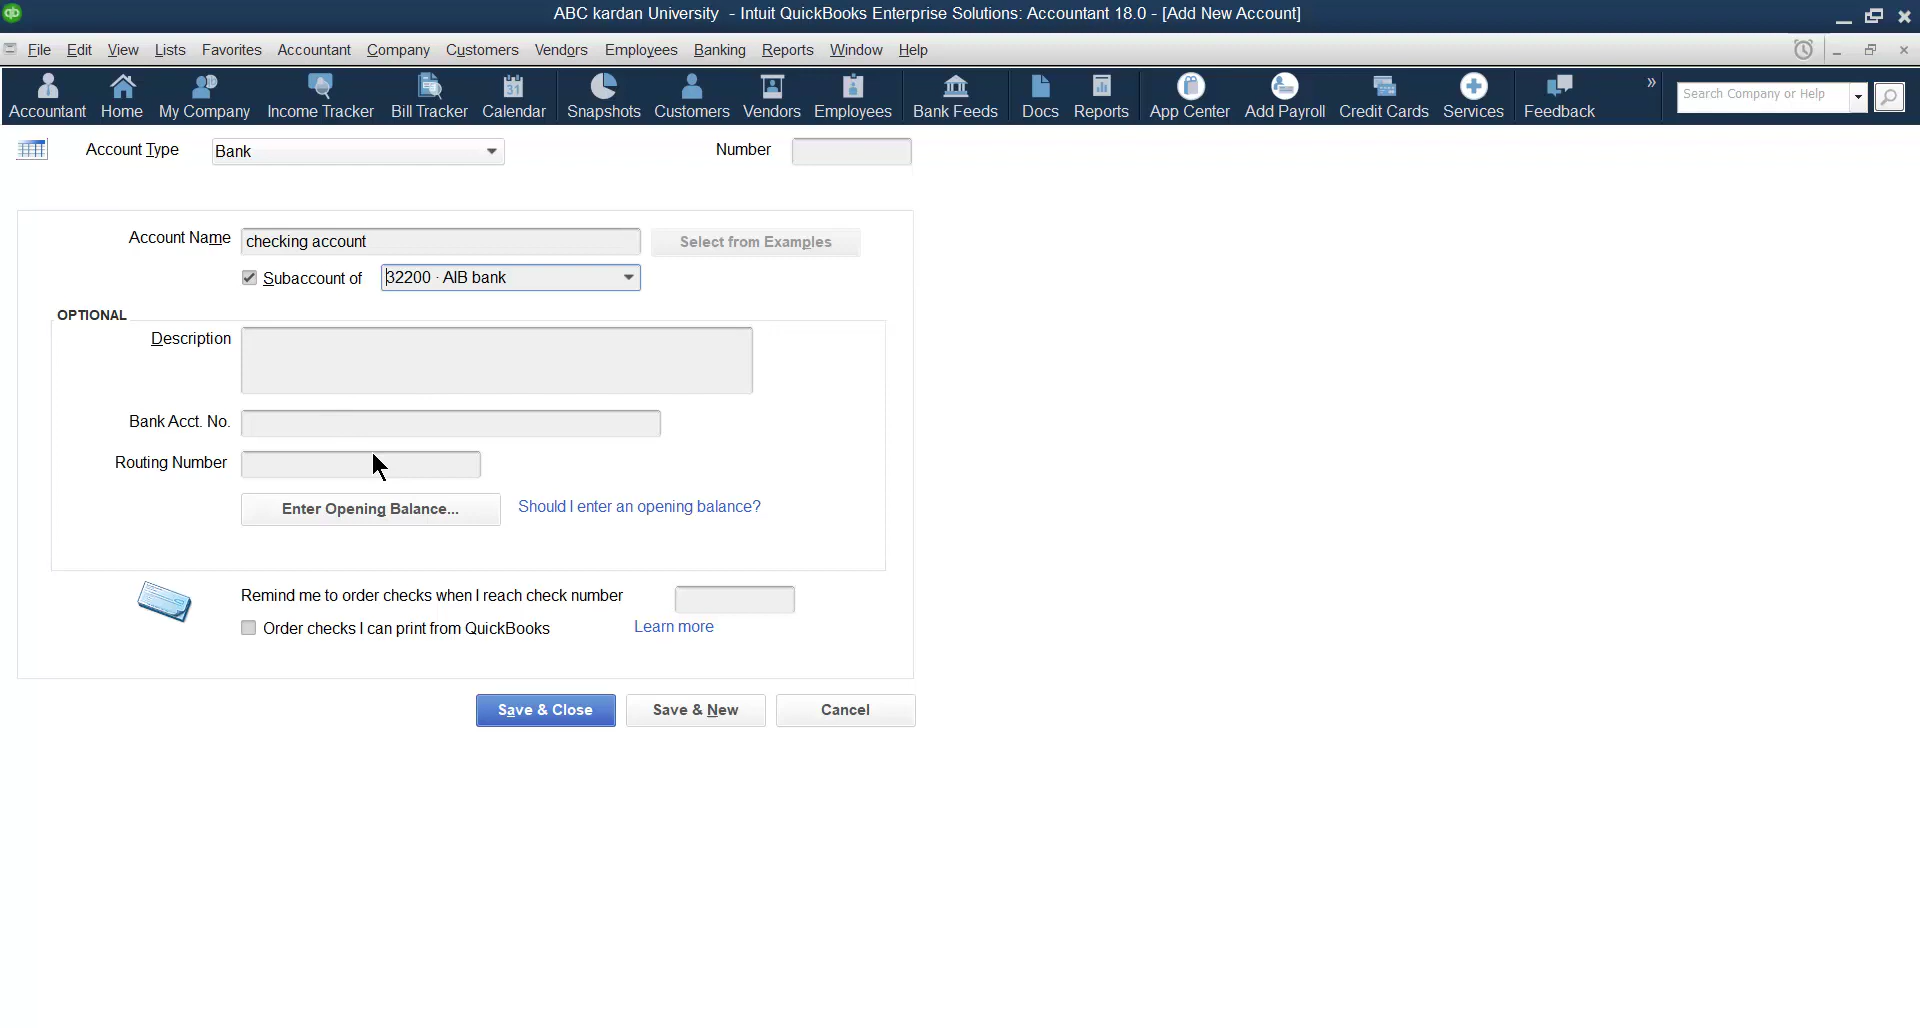 ABC kardan University - Intuit QuickBooks Enterprise Solutions: Accountant 18.0 - [Add New Account]
File Edit View Lists Favorites Accountant Company Customers Vendors Employees Banking Reports Window Help
Accountant Home My Company Income Tracker Bill Tracker Calendar Snapshots Customers Vendors Employees Bank Feeds Docs Reports App Center Add Payroll Credit Cards Services Feedback » Search Company or Help
Account Type Bank Number
Account Name checking account Select from Examples
Subaccount of 32200 · AIB bank
OPTIONAL
Description
Bank Acct. No.
Routing Number
Enter Opening Balance... Should I enter an opening balance?
Remind me to order checks when I reach check number
Order checks I can print from QuickBooks Learn more
Save & Close Save & New Cancel